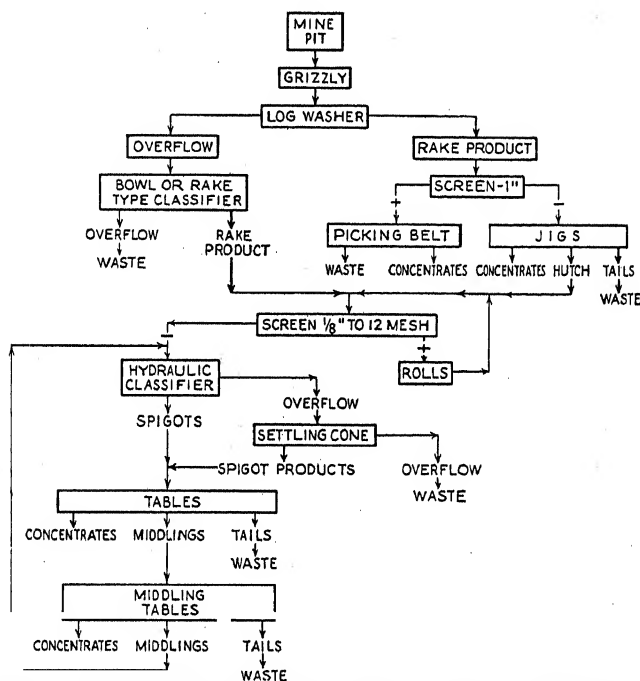 MINE
PIT
GRIZZLY
LOG WASHER
OVERFLOW
RAKE PRODUCT
BOWL OR RAKE
TYPE CLASSIFIER
SCREEN-1"
+
−
OVERFLOW
WASTE
RAKE
PRODUCT
PICKING BELT
JIGS
WASTE
CONCENTRATES
CONCENTRATES
HUTCH
TAILS
WASTE
SCREEN 1/8" TO 12 MESH
−
+
HYDRAULIC
CLASSIFIER
ROLLS
OVERFLOW
SPIGOTS
SETTLING CONE
SPIGOT PRODUCTS
OVERFLOW
WASTE
TABLES
CONCENTRATES
MIDDLINGS
TAILS
WASTE
MIDDLING
TABLES
CONCENTRATES
MIDDLINGS
TAILS
WASTE